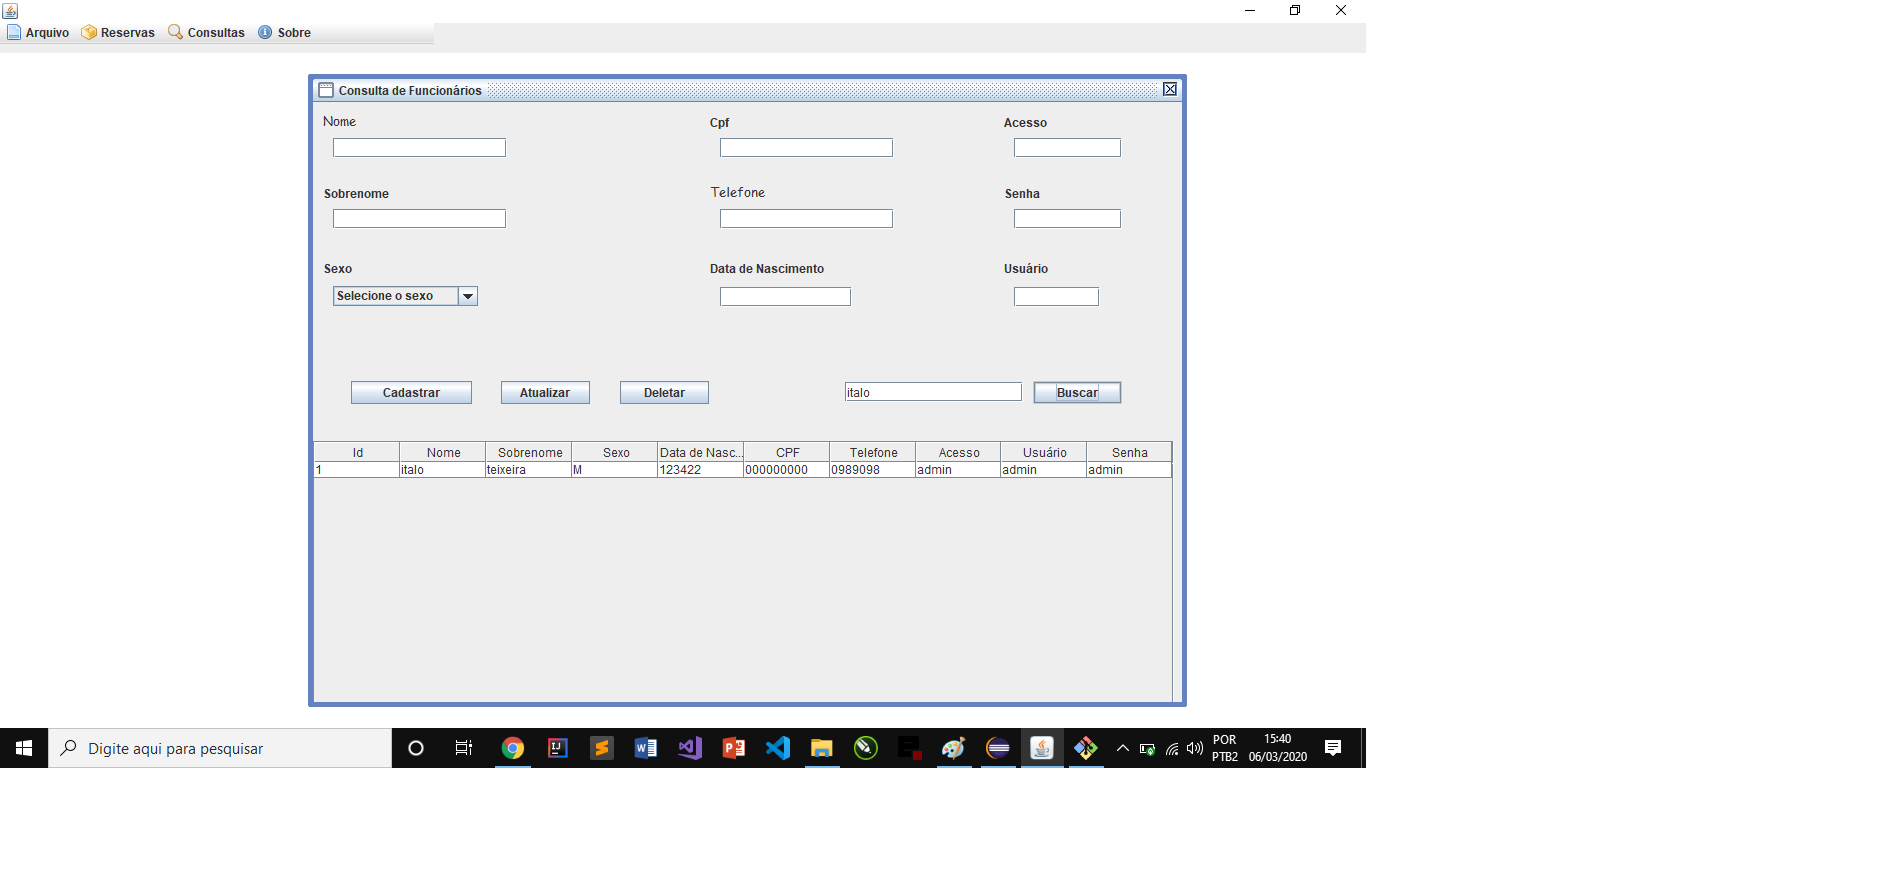 Arquivo Reservas Consultas Sobre
Consulta de Funcionários
Nome Cpf Acesso
Sobrenome Telefone Senha
Sexo Data de Nascimento Usuário
Selecione o sexo
Cadastrar Atualizar Deletar italo Buscar
Id Nome Sobrenome Sexo Data de Nasc... CPF Telefone Acesso Usuário Senha
1 italo teixeira M 123422 000000000 0989098 admin admin admin
Digite aqui para pesquisar
POR 15:40
PTB2 06/03/2020